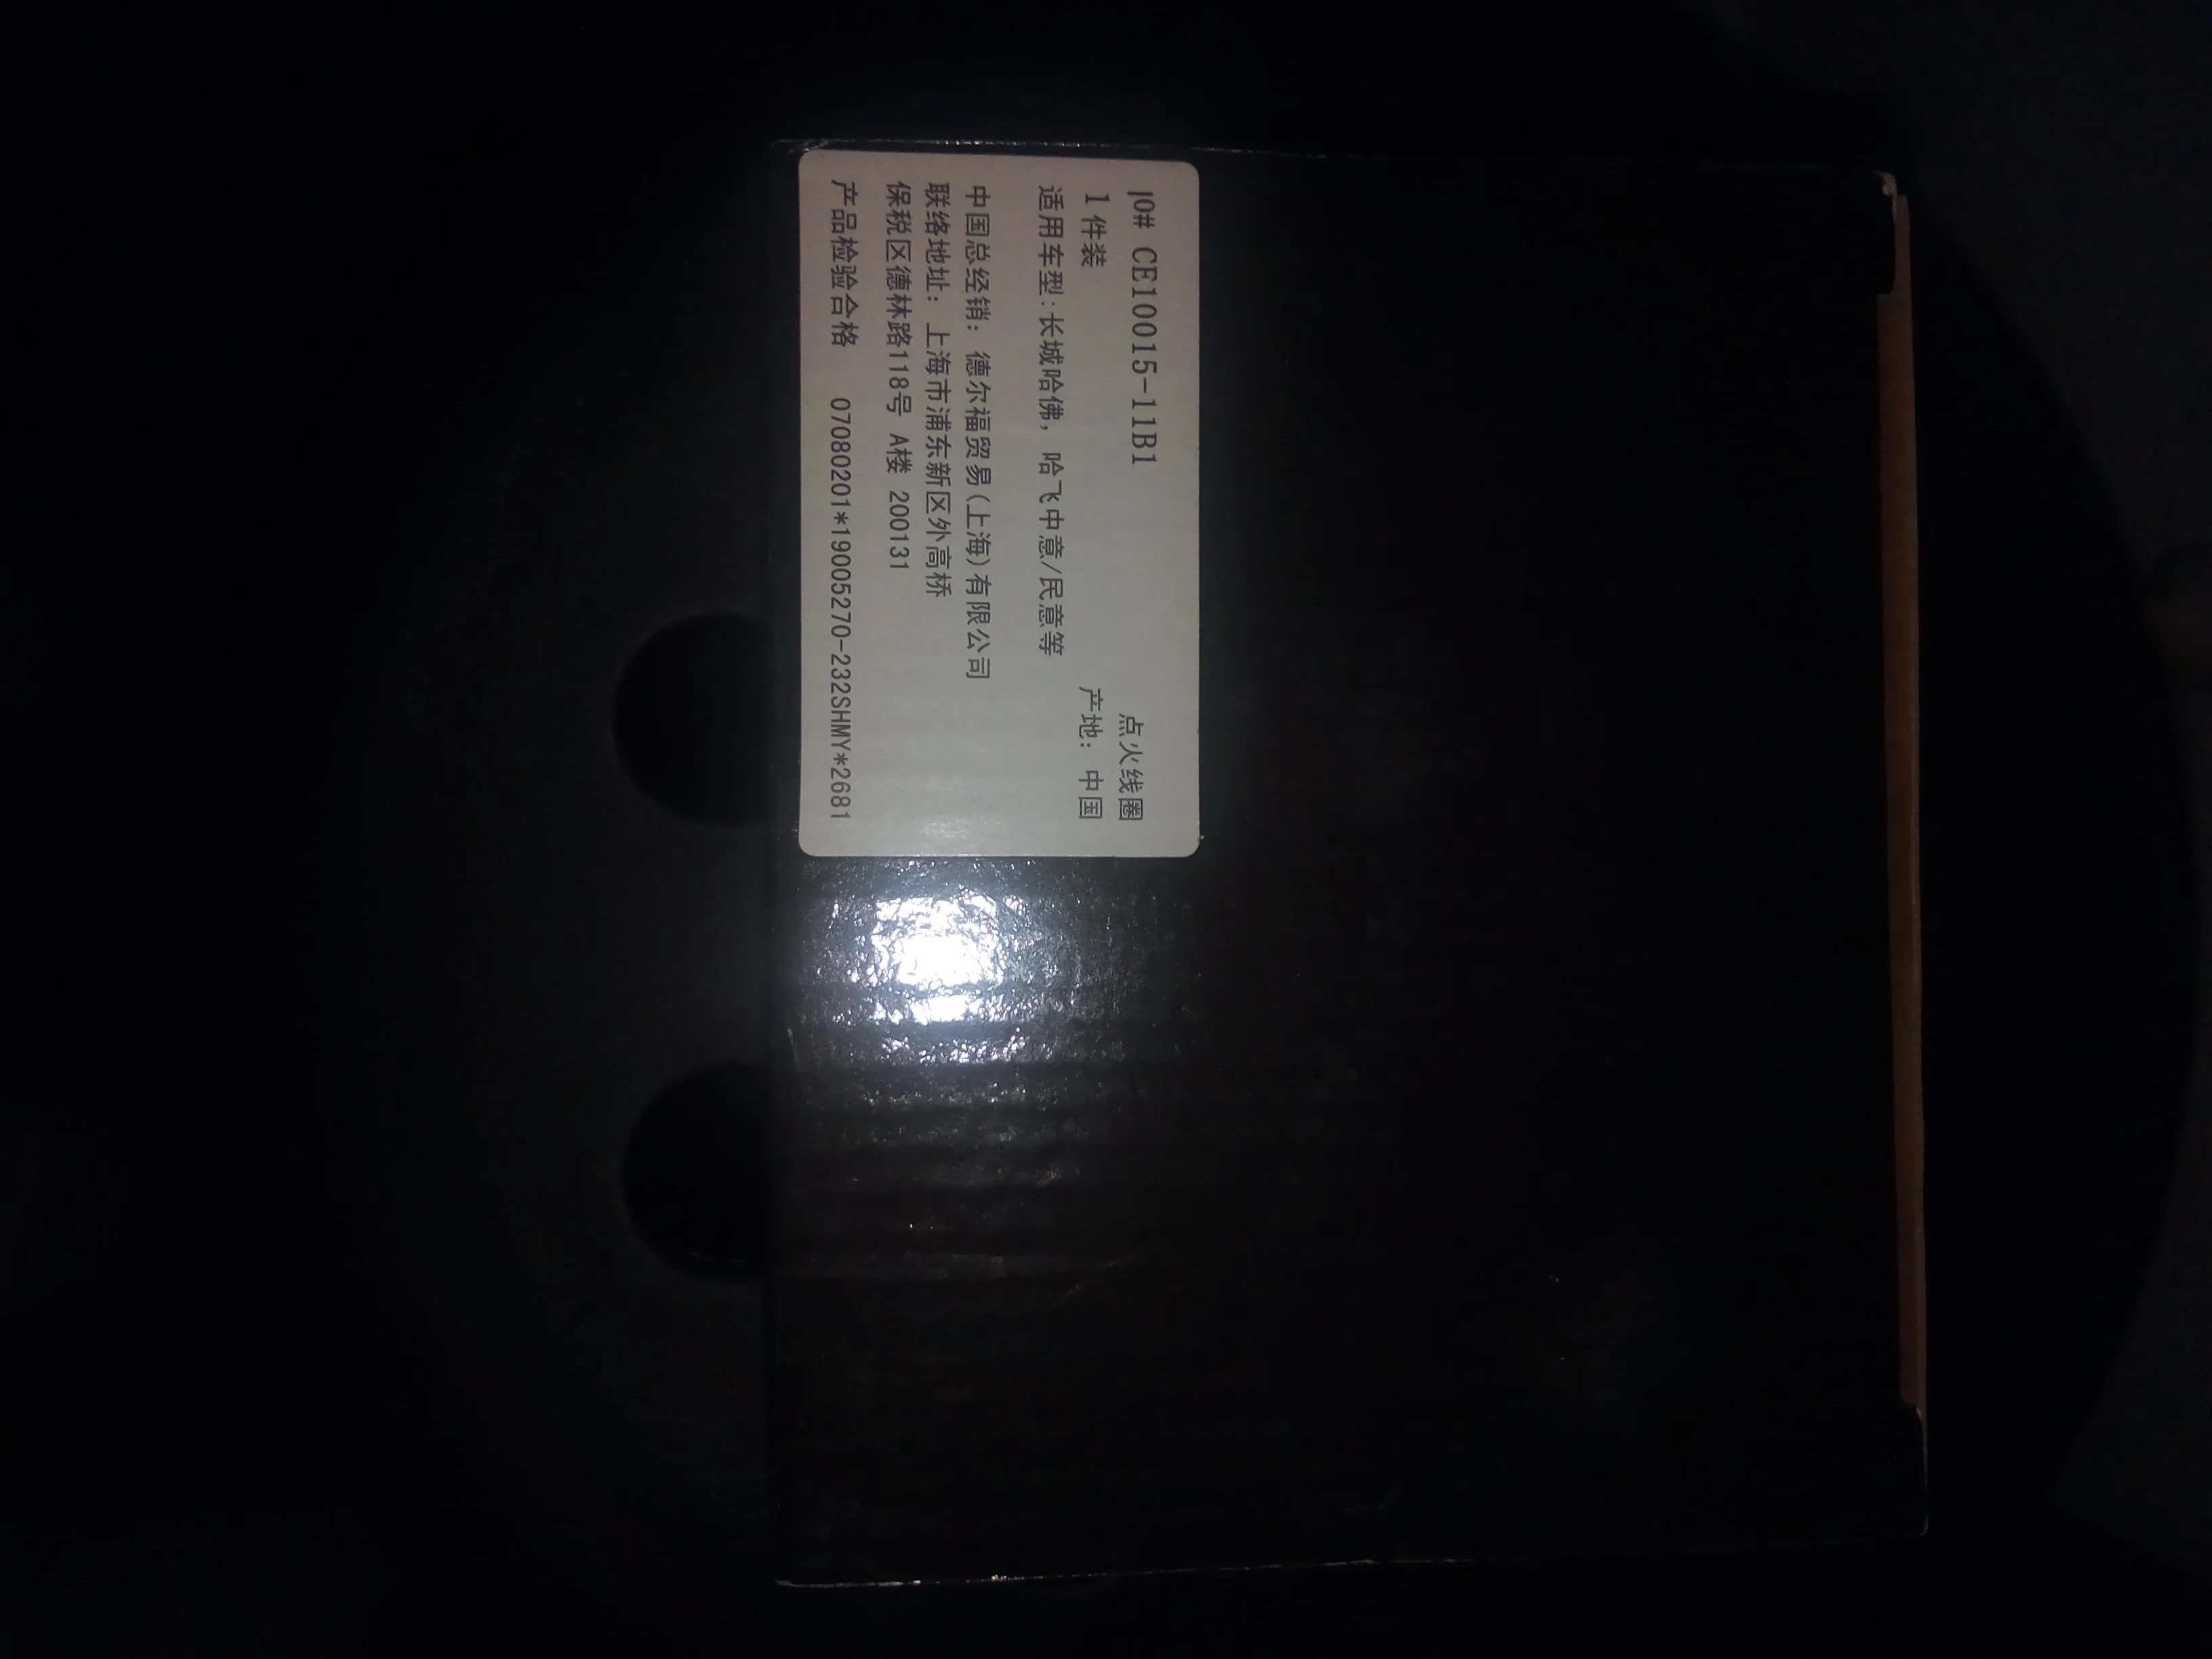 10# CE10015-11B1 点火线圈
1 件装 产地: 中国
适用车型:长城哈佛, 哈飞中意/民意等
中国总经销: 德尔福贸易(上海)有限公司
联络地址: 上海市浦东新区外高桥
保税区德林路118号 A楼 200131
产品检验合格 07080201*19005270-232SHMY*2681